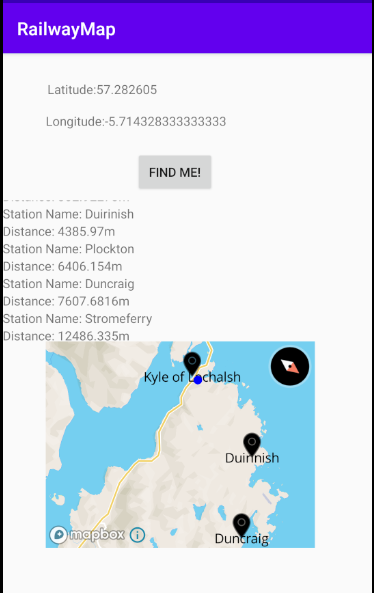 RailwayMap
Latitude:57.282605
Longitude:-5.714328333333333
FIND ME!
Station Name: Duirinish
Distance: 4385.97m
Station Name: Plockton
Distance: 6406.154m
Station Name: Duncraig
Distance: 7607.6816m
Station Name: Stromeferry
Distance: 12486.335m
Kyle of Lochalsh
Duirinish
Duncraig
mapbox